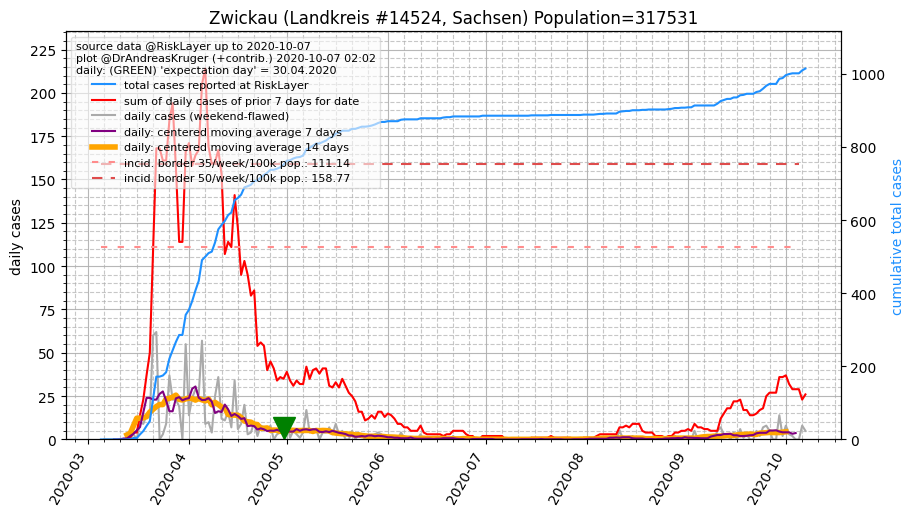 Zwickau (Landkreis #14524, Sachsen) Population=317531
source data @RiskLayer up to 2020-10-07
plot @DrAndreasKruger (+contrib.) 2020-10-07 02:02
daily: (GREEN) 'expectation day' = 30.04.2020
total cases reported at RiskLayer
sum of daily cases of prior 7 days for date
daily cases (weekend-flawed)
daily: centered moving average 7 days
daily: centered moving average 14 days
incid. border 35/week/100k pop.: 111.14
incid. border 50/week/100k pop.: 158.77
daily cases
225
200
175
150
125
100
75
50
25
0
cumulative total cases
1000
800
600
400
200
0
2020-03
2020-04
2020-05
2020-06
2020-07
2020-08
2020-09
2020-10